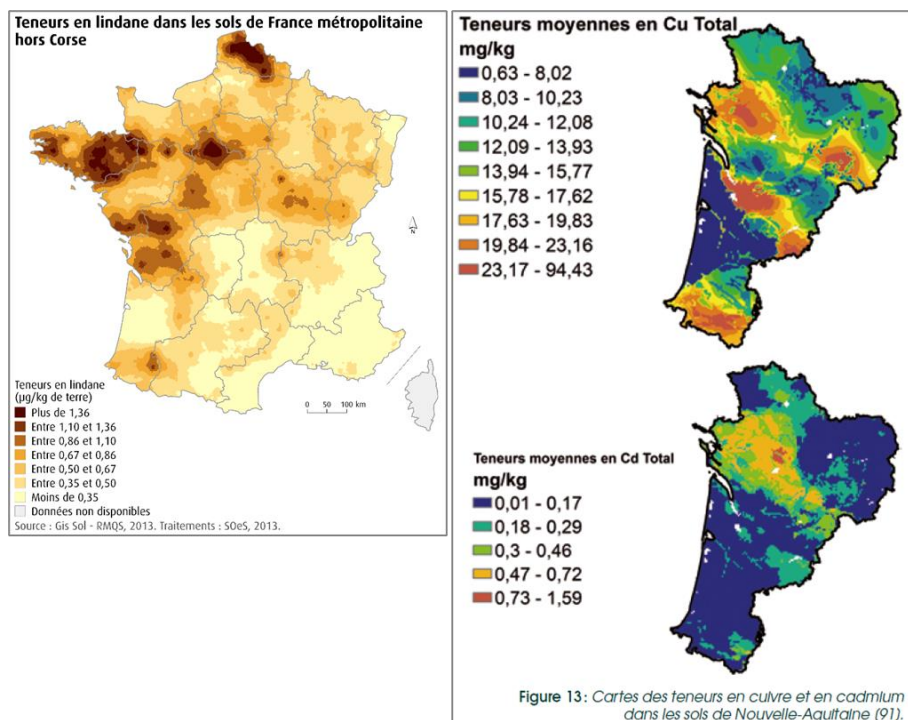 Teneurs en lindane dans les sols de France métropolitaine
hors Corse
N
0 50 100 km
Teneurs en lindane
(µg/kg de terre)
Plus de 1,36
Entre 1,10 et 1,36
Entre 0,86 et 1,10
Entre 0,67 et 0,86
Entre 0,50 et 0,67
Entre 0,35 et 0,50
Moins de 0,35
Données non disponibles
Source : Gis Sol - RMQS, 2013. Traitements : SOeS, 2013.
Teneurs moyennes en Cu Total
mg/kg
0,63 - 8,02
8,03 - 10,23
10,24 - 12,08
12,09 - 13,93
13,94 - 15,77
15,78 - 17,62
17,63 - 19,83
19,84 - 23,16
23,17 - 94,43
Teneurs moyennes en Cd Total
mg/kg
0,01 - 0,17
0,18 - 0,29
0,3 - 0,46
0,47 - 0,72
0,73 - 1,59
Figure 13: Cartes des teneurs en cuivre et en cadmium
dans les sols de Nouvelle-Aquitaine (91).